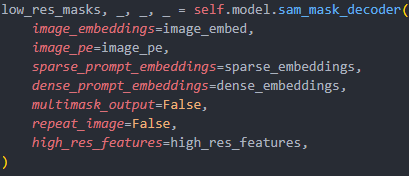 low_res_masks, _, _, _ = self.model.sam_mask_decoder(
    image_embeddings=image_embed,
    image_pe=image_pe,
    sparse_prompt_embeddings=sparse_embeddings,
    dense_prompt_embeddings=dense_embeddings,
    multimask_output=False,
    repeat_image=False,
    high_res_features=high_res_features,
)